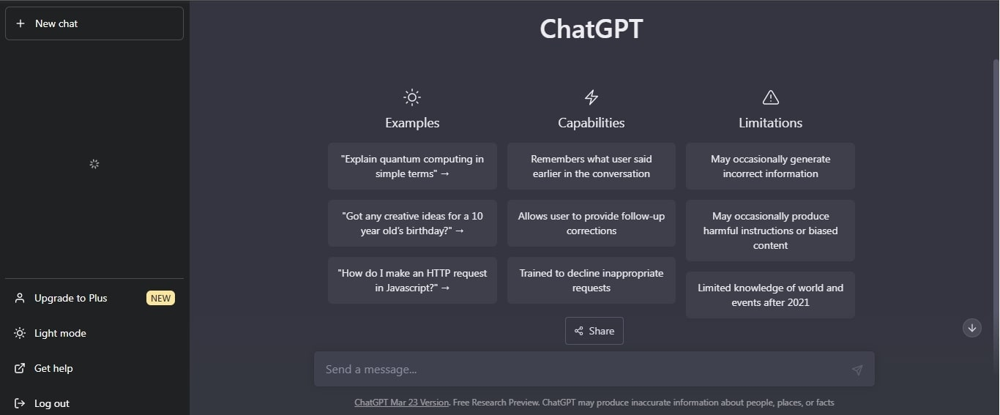 New chat
Upgrade to Plus NEW
Light mode
Get help
Log out
ChatGPT
Examples
"Explain quantum computing in
simple terms" →
"Got any creative ideas for a 10
year old's birthday?" →
"How do I make an HTTP request
in Javascript?" →
Capabilities
Remembers what user said
earlier in the conversation
Allows user to provide follow-up
corrections
Trained to decline inappropriate
requests
Limitations
May occasionally generate
incorrect information
May occasionally produce
harmful instructions or biased
content
Limited knowledge of world and
events after 2021
Share
Send a message...
ChatGPT Mar 23 Version. Free Research Preview. ChatGPT may produce inaccurate information about people, places, or facts